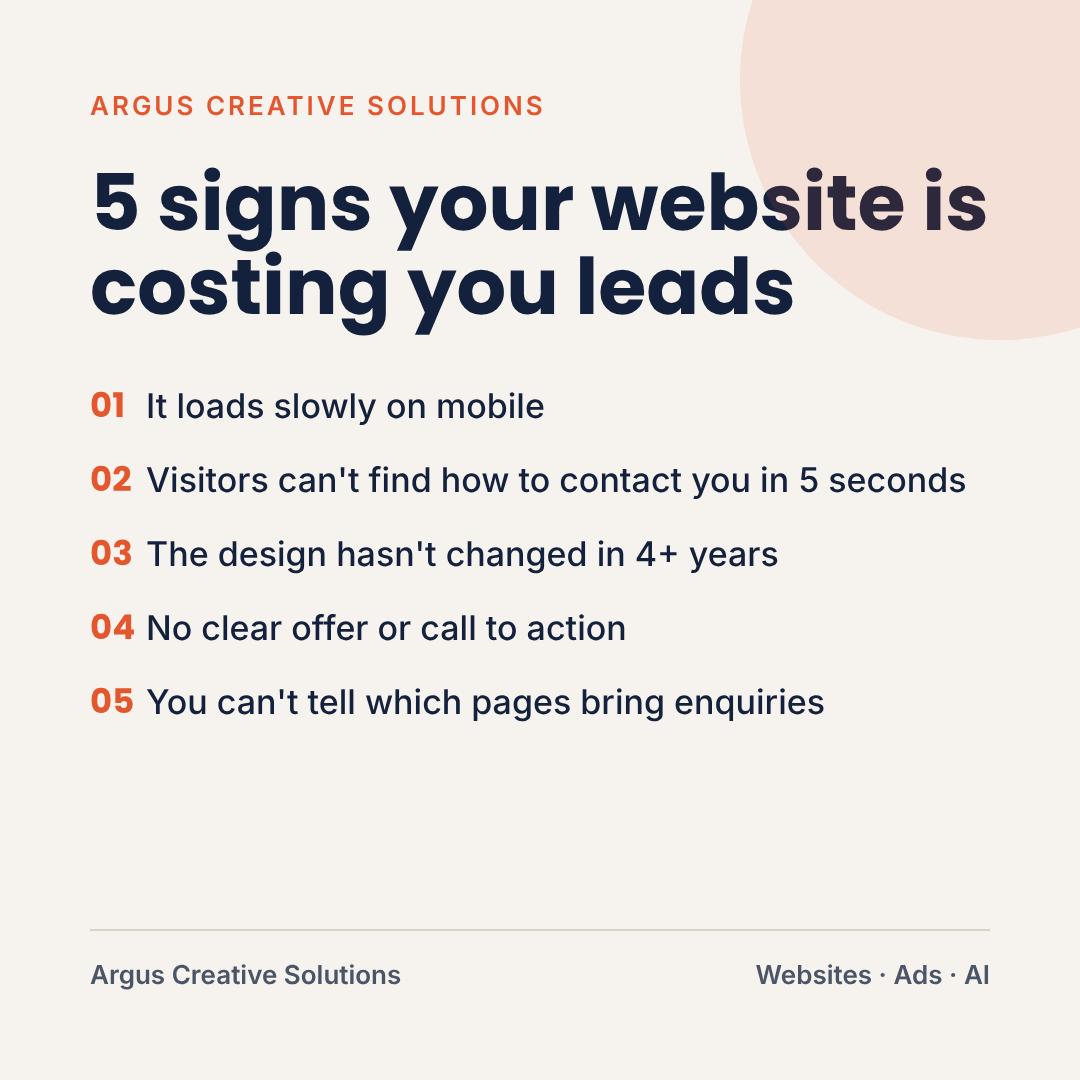 ARGUS CREATIVE SOLUTIONS
5 signs your website is
costing you leads
01 It loads slowly on mobile
02 Visitors can't find how to contact you in 5 seconds
03 The design hasn't changed in 4+ years
04 No clear offer or call to action
05 You can't tell which pages bring enquiries
Argus Creative Solutions
Websites · Ads · AI